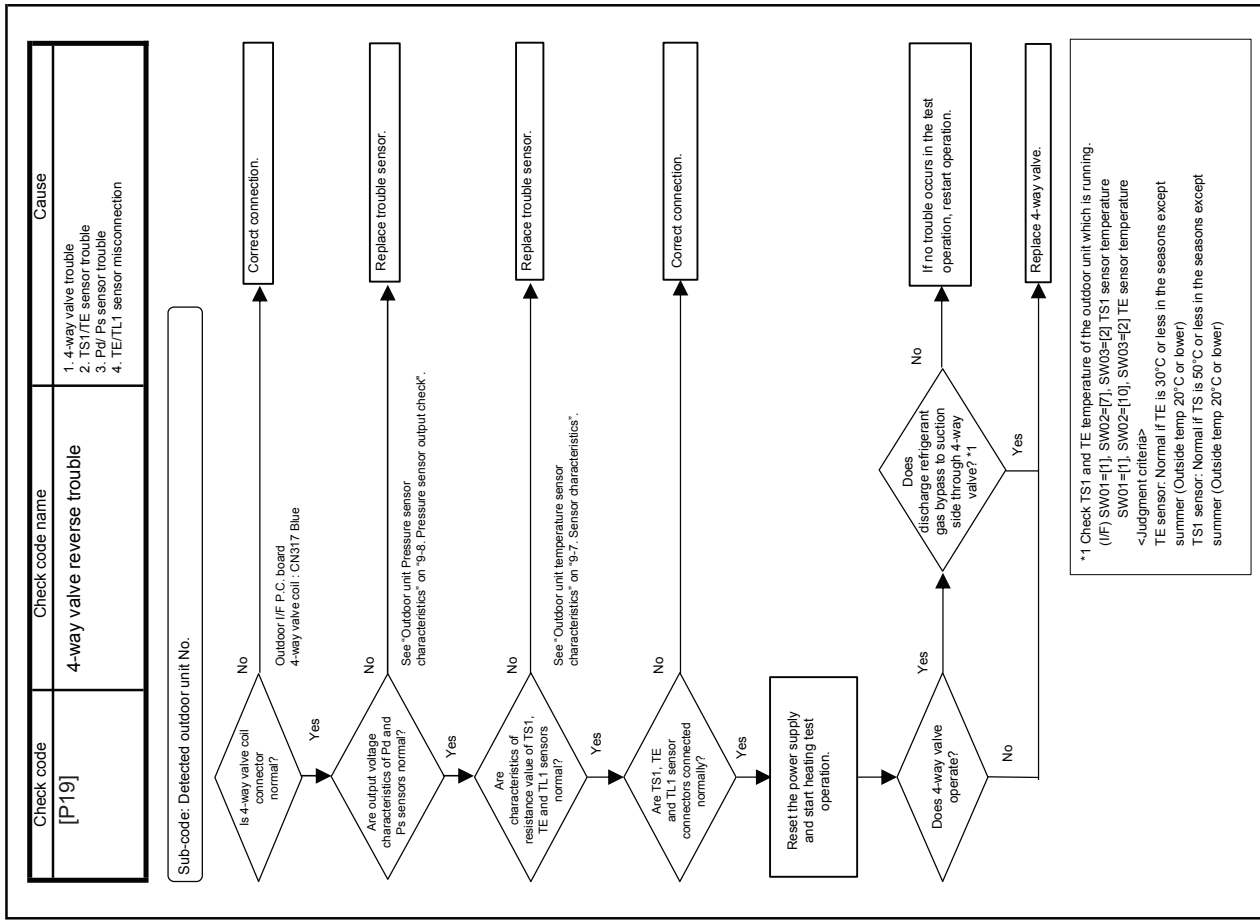 Check code
Check code name
Cause
[P19]
4-way valve reverse trouble
1. 4-way valve trouble
2. TS1/TE sensor trouble
3. Pd/ Ps sensor trouble
4. TE/TL1 sensor misconnection
Sub-code: Detected outdoor unit No.
Is 4-way valve coil
connector
normal?
No
Outdoor I/F P.C. board
4-way valve coil : CN317 Blue
Correct connection.
Yes
Are output voltage
characteristics of Pd and
Ps sensors normal?
No
See "Outdoor unit Pressure sensor
characteristics" on "9-8. Pressure sensor output check".
Replace trouble sensor.
Yes
Are
characteristics of
resistance value of TS1,
TE and TL1 sensors
normal?
No
See "Outdoor unit temperature sensor
characteristics" on "9-7. Sensor characteristics".
Replace trouble sensor.
Yes
Are TS1, TE
and TL1 sensor
connectors connected
normally?
No
Correct connection.
Yes
Reset the power supply
and start heating test
operation.
Does 4-way valve
operate?
Yes
Does
discharge refrigerant
gas bypass to suction
side through 4-way
valve? *1
No
If no trouble occurs in the test
operation, restart operation.
No
Yes
Replace 4-way valve.
*1 Check TS1 and TE temperature of the outdoor unit which is running.
(I/F) SW01=[1], SW02=[7], SW03=[2] TS1 sensor temperature
SW01=[1], SW02=[10], SW03=[2] TE sensor temperature
<Judgment criteria>
TE sensor: Normal if TE is 30°C or less in the seasons except
summer (Outside temp 20°C or lower)
TS1 sensor: Normal if TS is 50°C or less in the seasons except
summer (Outside temp 20°C or lower)